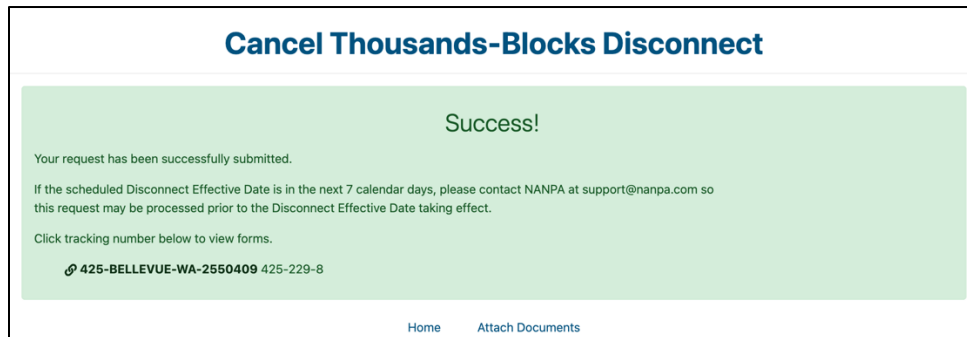 Cancel Thousands-Blocks Disconnect
Success!
Your request has been successfully submitted.
If the scheduled Disconnect Effective Date is in the next 7 calendar days, please contact NANPA at support@nanpa.com so
this request may be processed prior to the Disconnect Effective Date taking effect.
Click tracking number below to view forms.
425-BELLEVUE-WA-2550409 425-229-8
Home Attach Documents